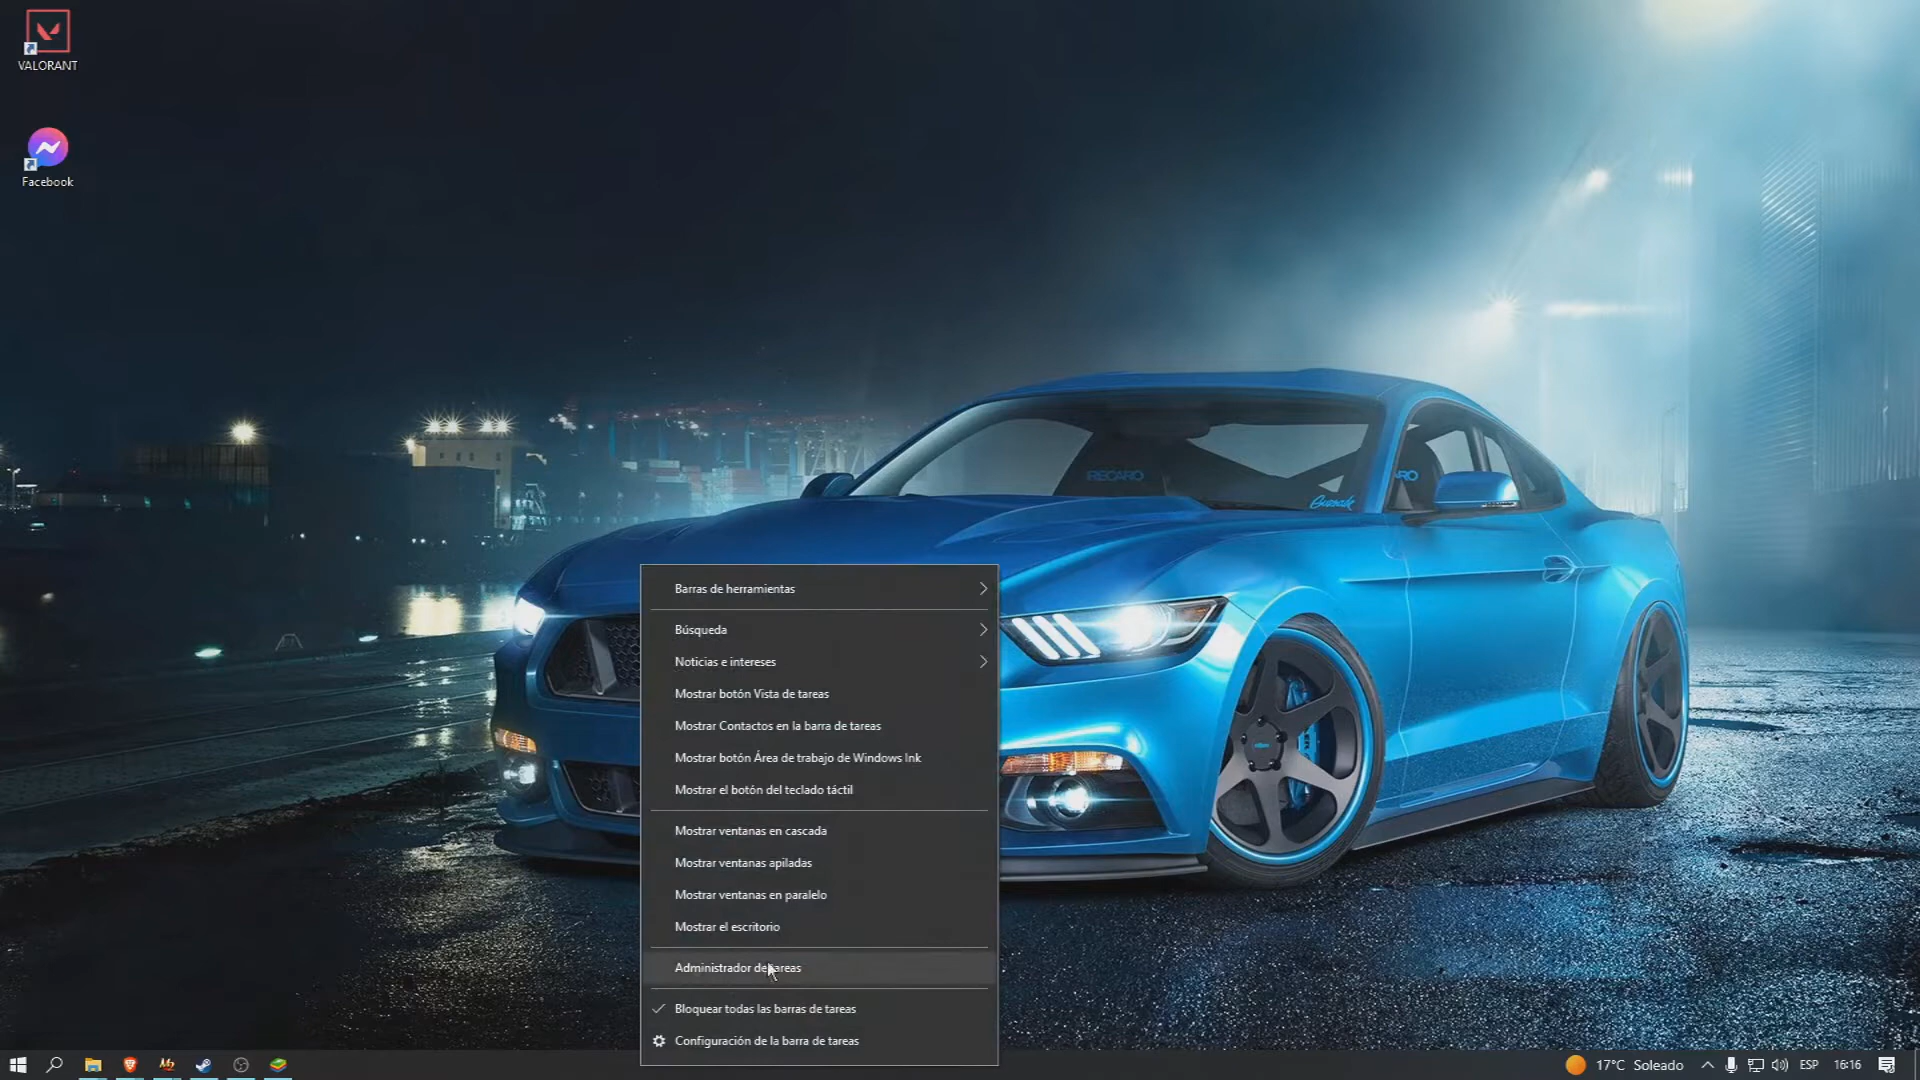 VALORANT
Facebook
RECARO
RO
Barras de herramientas
Búsqueda
Noticias e intereses
Mostrar botón Vista de tareas
Mostrar Contactos en la barra de tareas
Mostrar botón Área de trabajo de Windows Ink
Mostrar el botón del teclado táctil
Mostrar ventanas en cascada
Mostrar ventanas apiladas
Mostrar ventanas en paralelo
Mostrar el escritorio
Administrador de tareas
Bloquear todas las barras de tareas
Configuración de la barra de tareas
17°C Soleado
ESP
16:16